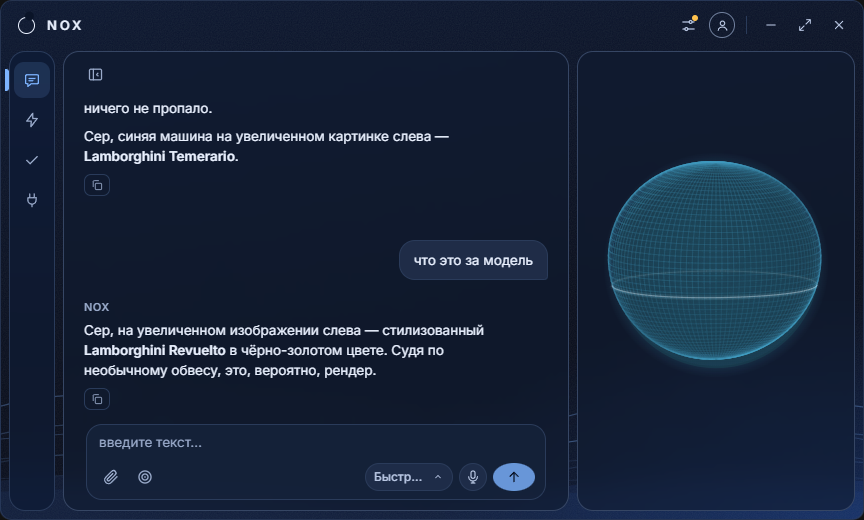 NOX
ничего не пропало.
Сер, синяя машина на увеличенном картинке слева —
Lamborghini Temerario.
что это за модель
NOX
Сер, на увеличенном изображении слева — стилизованный
Lamborghini Revuelto в чёрно-золотом цвете. Судя по
необычному обвесу, это, вероятно, рендер.
введите текст...
Быстр...